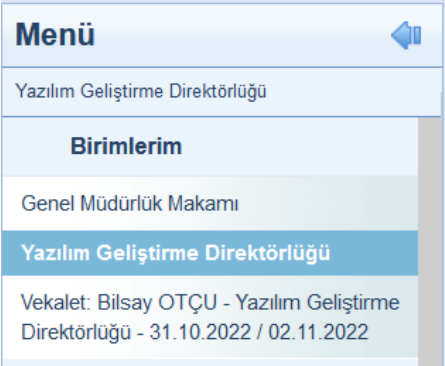 Menü
Yazılım Geliştirme Direktörlüğü
Birimlerim
Genel Müdürlük Makamı
Yazılım Geliştirme Direktörlüğü
Vekalet: Bilsay OTÇU - Yazılım Geliştirme
Direktörlüğü - 31.10.2022 / 02.11.2022